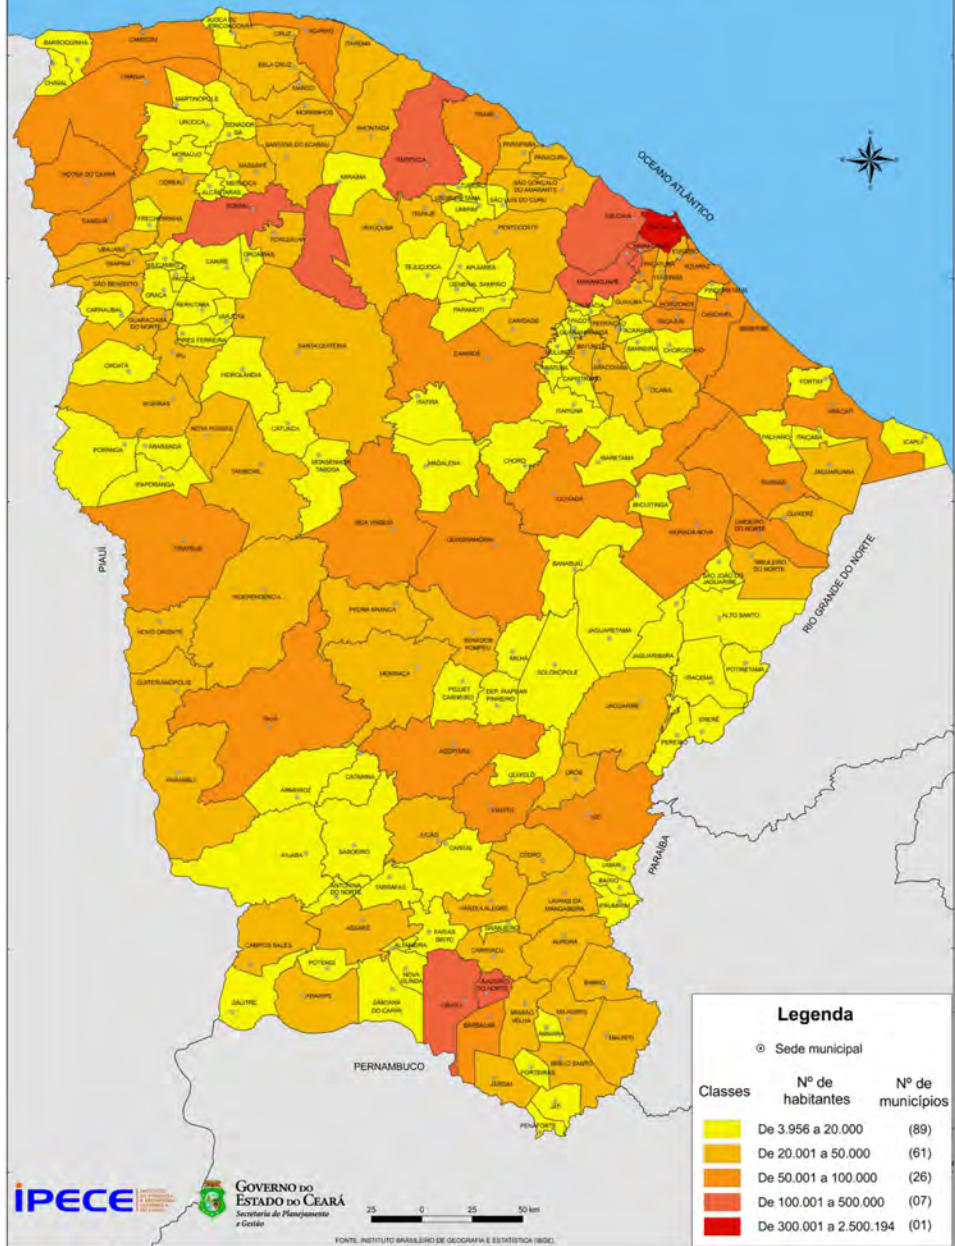 JIJOCA DE
JERICOACOARA
BARROQUINHA
CAMOCIM
CRUZ
ACARAÚ
ITAREMA
CHAVAL
GRANJA
BELA CRUZ
MARCO
MARTINÓPOLE
MORRINHOS
URUOCA
SENADOR
SÁ
AMONTADA
TRAIRI
SANTANA DO ACARAÚ
MORAÚJO
ITAPIPOCA
PARAIPABA
PARACURU
OCEANO ATLÂNTICO
VIÇOSA DO CEARÁ
COREAÚ
MASSAPÊ
MERUOCA
ALCÂNTARAS
MIRAÍMA
SÃO GONÇALO
DO AMARANTE
UMIRIM
SÃO LUIS DO CURU
TIANGUÁ
FRECHEIRINHA
SOBRAL
IRAUÇUBA
ITAPAJÉ
PENTECOSTE
CAUCAIA
UBAJARA
IBIAPINA
MUCAMBO
CARIRÉ
GROAÍRAS
FORQUILHA
TEJUÇUOCA
APUIARÉS
GENERAL SAMPAIO
MARANGUAPE
SÃO BENEDITO
GRAÇA
PACUJÁ
RERIUTABA
VARJOTA
PARAMOTI
CARIDADE
GUAIÚBA
HORIZONTE
PACAJUS
PINDORETAMA
CASCAVEL
BEBERIBE
CARNAUBAL
GUARACIABA
DO NORTE
PIRES FERREIRA
SANTA QUITÉRIA
CANINDÉ
ACARAPE
BARREIRA
CHOROZINHO
IPU
CROATÁ
HIDROLÂNDIA
ARACOIABA
CAPISTRANO
OCARA
FORTIM
ARACATI
IPUEIRAS
NOVA RUSSAS
CATUNDA
ITATIRA
ITAPIÚNA
PORANGA
ARARENDÁ
IPAPORANGA
TAMBORIL
MONSENHOR
TABOSA
MADALENA
CHORÓ
IBARETAMA
PALHANO
ITAIÇABA
ICAPUÍ
JAGUARUANA
CRATEÚS
BOA VIAGEM
QUIXADÁ
IBICUITINGA
RUSSAS
QUIXERÉ
PIAUÍ
QUIXERAMOBIM
MORADA NOVA
LIMOEIRO
DO NORTE
BANABUIÚ
SÃO JOÃO DO
JAGUARIBE
TABULEIRO
DO NORTE
RIO GRANDE DO NORTE
INDEPENDÊNCIA
PEDRA BRANCA
NOVO ORIENTE
SENADOR
POMPEU
JAGUARETAMA
ALTO SANTO
MILHÃ
SOLONÓPOLE
JAGUARIBARA
MOMBAÇA
POTIRETAMA
IRACEMA
QUITERIANÓPOLIS
PIQUET
CARNEIRO
DEP. IRAPUAN
PINHEIRO
JAGUARIBE
TAUÁ
ERERÊ
PEREIRO
ACOPIARA
PARAMBU
CATARINA
QUIXELÔ
ORÓS
ARNEIROZ
IGUATU
ICÓ
PARAÍBA
JUCÁS
CARIÚS
CEDRO
AIUABA
SABOEIRO
UMARI
BAIXIO
IPAUMIRIM
ANTONINA
DO NORTE
TARRAFAS
VÁRZEA ALEGRE
LAVRAS DA
MANGABEIRA
ASSARÉ
FARIAS
BRITO
GRANJEIRO
CAMPOS SALES
ALTANEIRA
CARIRIAÇU
AURORA
POTENGI
NOVA
OLINDA
JUAZEIRO
DO NORTE
BARRO
SALITRE
ARARIPE
SANTANA
DO CARIRI
CRATO
MISSÃO
VELHA
MILAGRES
BARBALHA
ABAIARA
MAURITI
PERNAMBUCO
BREJO SANTO
PORTEIRAS
JARDIM
JATI
PENAFORTE
Legenda
Sede municipal
Classes
Nº de
habitantes
Nº de
municípios
De 3.956 a 20.000 (89)
De 20.001 a 50.000 (61)
De 50.001 a 100.000 (26)
De 100.001 a 500.000 (07)
De 300.001 a 2.500.194 (01)
iPECE
GOVERNO DO
ESTADO DO CEARÁ
Secretaria do Planejamento
e Gestão
25 0 25 50 km
FONTE: INSTITUTO BRASILEIRO DE GEOGRAFIA E ESTATÍSTICA (IBGE).